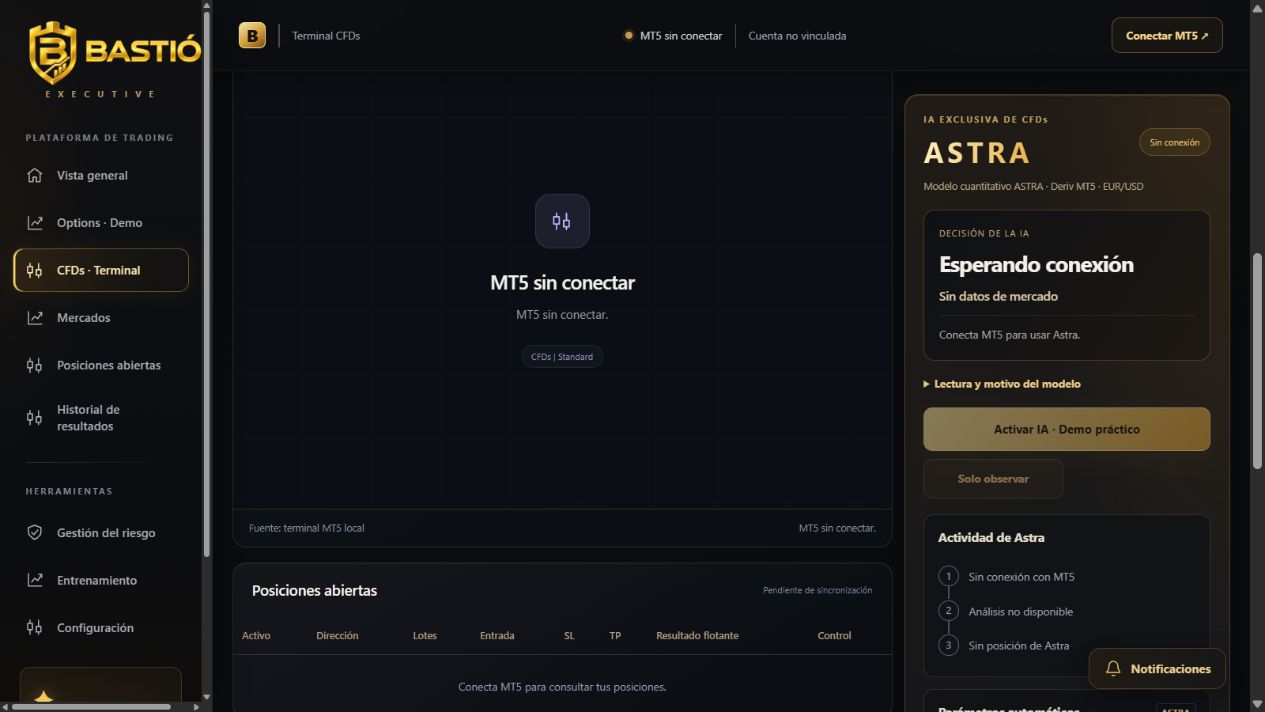 BASTIÓ
EXECUTIVE
PLATAFORMA DE TRADING
Vista general
Options · Demo
CFDs · Terminal
Mercados
Posiciones abiertas
Historial de
resultados
HERRAMIENTAS
Gestión del riesgo
Entrenamiento
Configuración
B
Terminal CFDs
MT5 sin conectar
Cuenta no vinculada
Conectar MT5 ↗
MT5 sin conectar
MT5 sin conectar.
CFDs | Standard
Fuente: terminal MT5 local
MT5 sin conectar.
Posiciones abiertas
Pendiente de sincronización
Activo Dirección Lotes Entrada SL TP Resultado flotante Control
Conecta MT5 para consultar tus posiciones.
IA EXCLUSIVA DE CFDs
ASTRA
Sin conexión
Modelo cuantitativo ASTRA · Deriv MT5 · EUR/USD
DECISIÓN DE LA IA
Esperando conexión
Sin datos de mercado
Conecta MT5 para usar Astra.
Lectura y motivo del modelo
Activar IA · Demo práctico
Solo observar
Actividad de Astra
1 Sin conexión con MT5
2 Análisis no disponible
3 Sin posición de Astra
Notificaciones
Parámetros automáticos
ASTRA